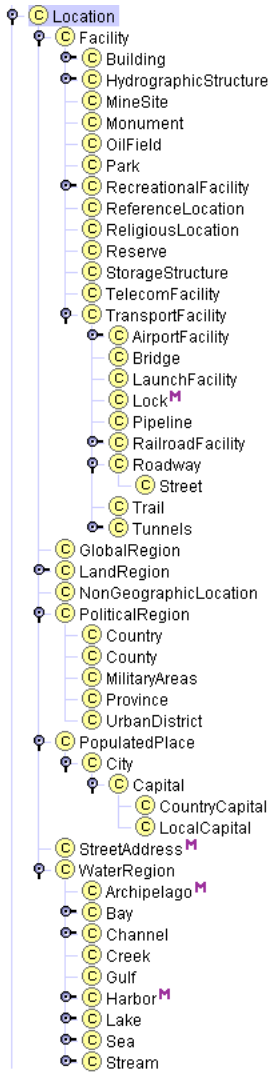 C Location
C Facility
C Building
C HydrographicStructure
C MineSite
C Monument
C OilField
C Park
C RecreationalFacility
C ReferenceLocation
C ReligiousLocation
C Reserve
C StorageStructure
C TelecomFacility
C TransportFacility
C AirportFacility
C Bridge
C LaunchFacility
C Lock M
C Pipeline
C RailroadFacility
C Roadway
C Street
C Trail
C Tunnels
C GlobalRegion
C LandRegion
C NonGeographicLocation
C PoliticalRegion
C Country
C County
C MilitaryAreas
C Province
C UrbanDistrict
C PopulatedPlace
C City
C Capital
C CountryCapital
C LocalCapital
C StreetAddress M
C WaterRegion
C Archipelago M
C Bay
C Channel
C Creek
C Gulf
C Harbor M
C Lake
C Sea
C Stream